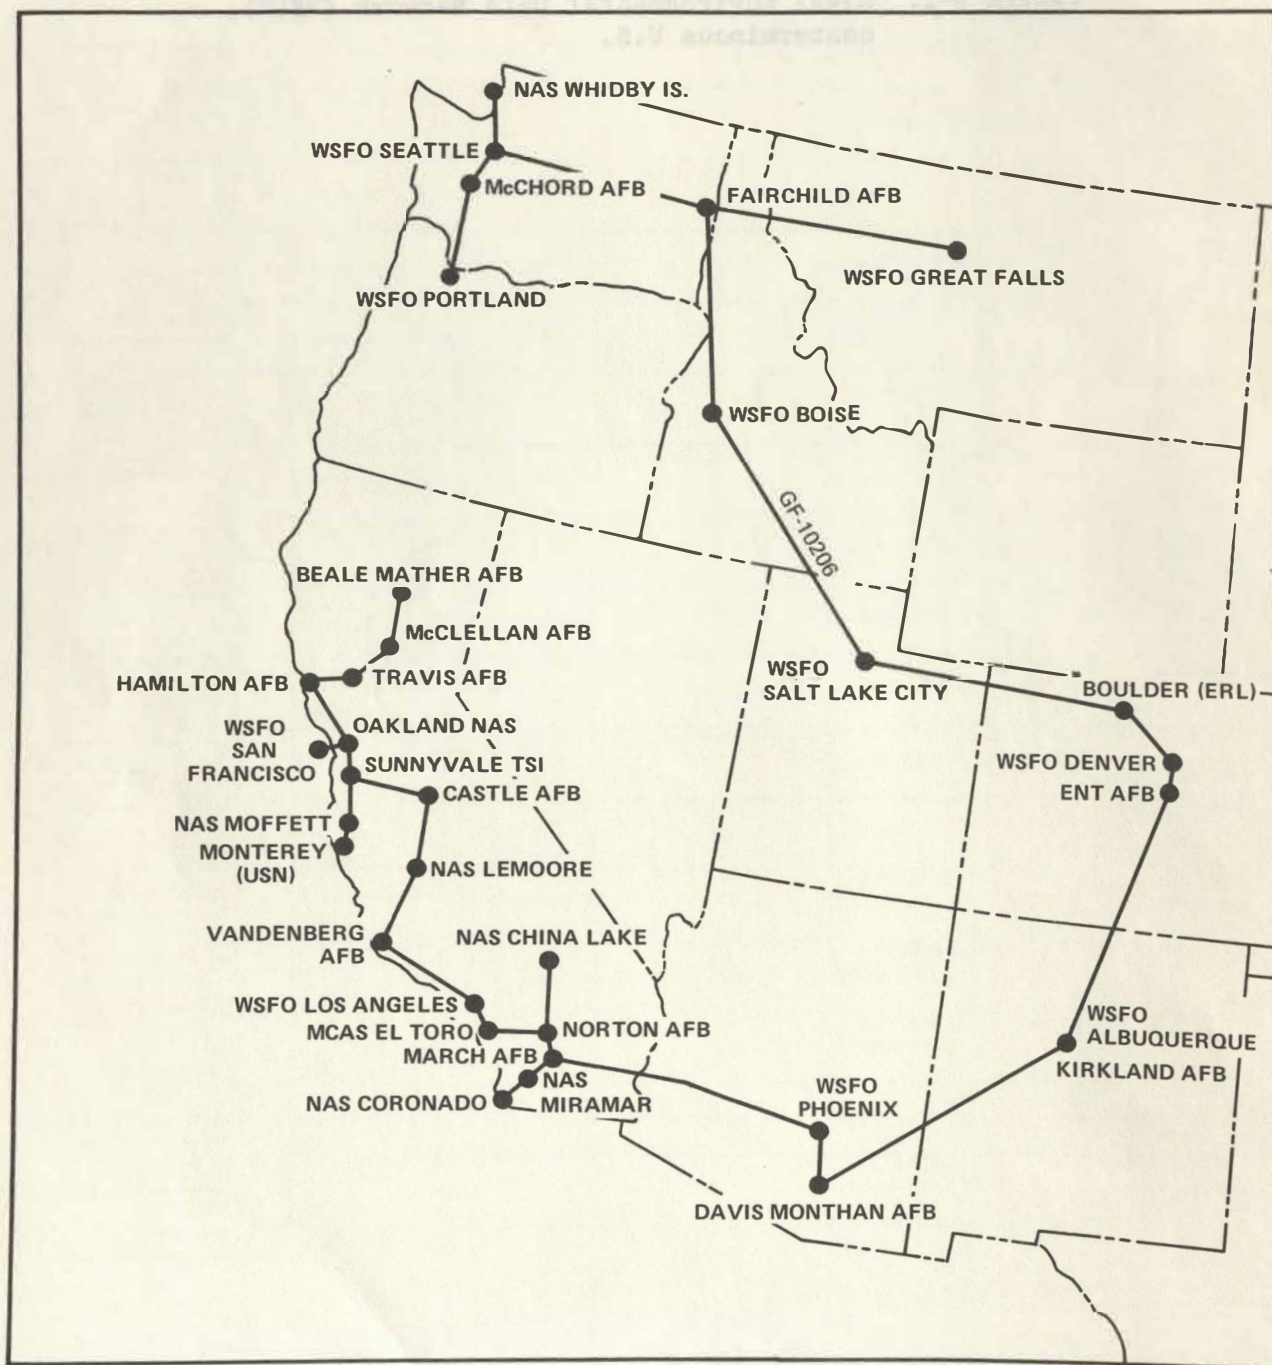 NAS WHIDBY IS.
WSFO SEATTLE
McCHORD AFB
FAIRCHILD AFB
WSFO GREAT FALLS
WSFO PORTLAND
WSFO BOISE
GF-10206
BEALE MATHER AFB
McCLELLAN AFB
HAMILTON AFB
TRAVIS AFB
WSFO
SALT LAKE CITY
BOULDER (ERL)
OAKLAND NAS
WSFO
SAN
FRANCISCO
SUNNYVALE TSI
WSFO DENVER
CASTLE AFB
ENT AFB
NAS MOFFETT
MONTEREY
(USN)
NAS LEMOORE
VANDENBERG
AFB
NAS CHINA LAKE
WSFO LOS ANGELES
MCAS EL TORO
NORTON AFB
WSFO
ALBUQUERQUE
KIRKLAND AFB
MARCH AFB
NAS
MIRAMAR
NAS CORONADO
WSFO
PHOENIX
DAVIS MONTHAN AFB